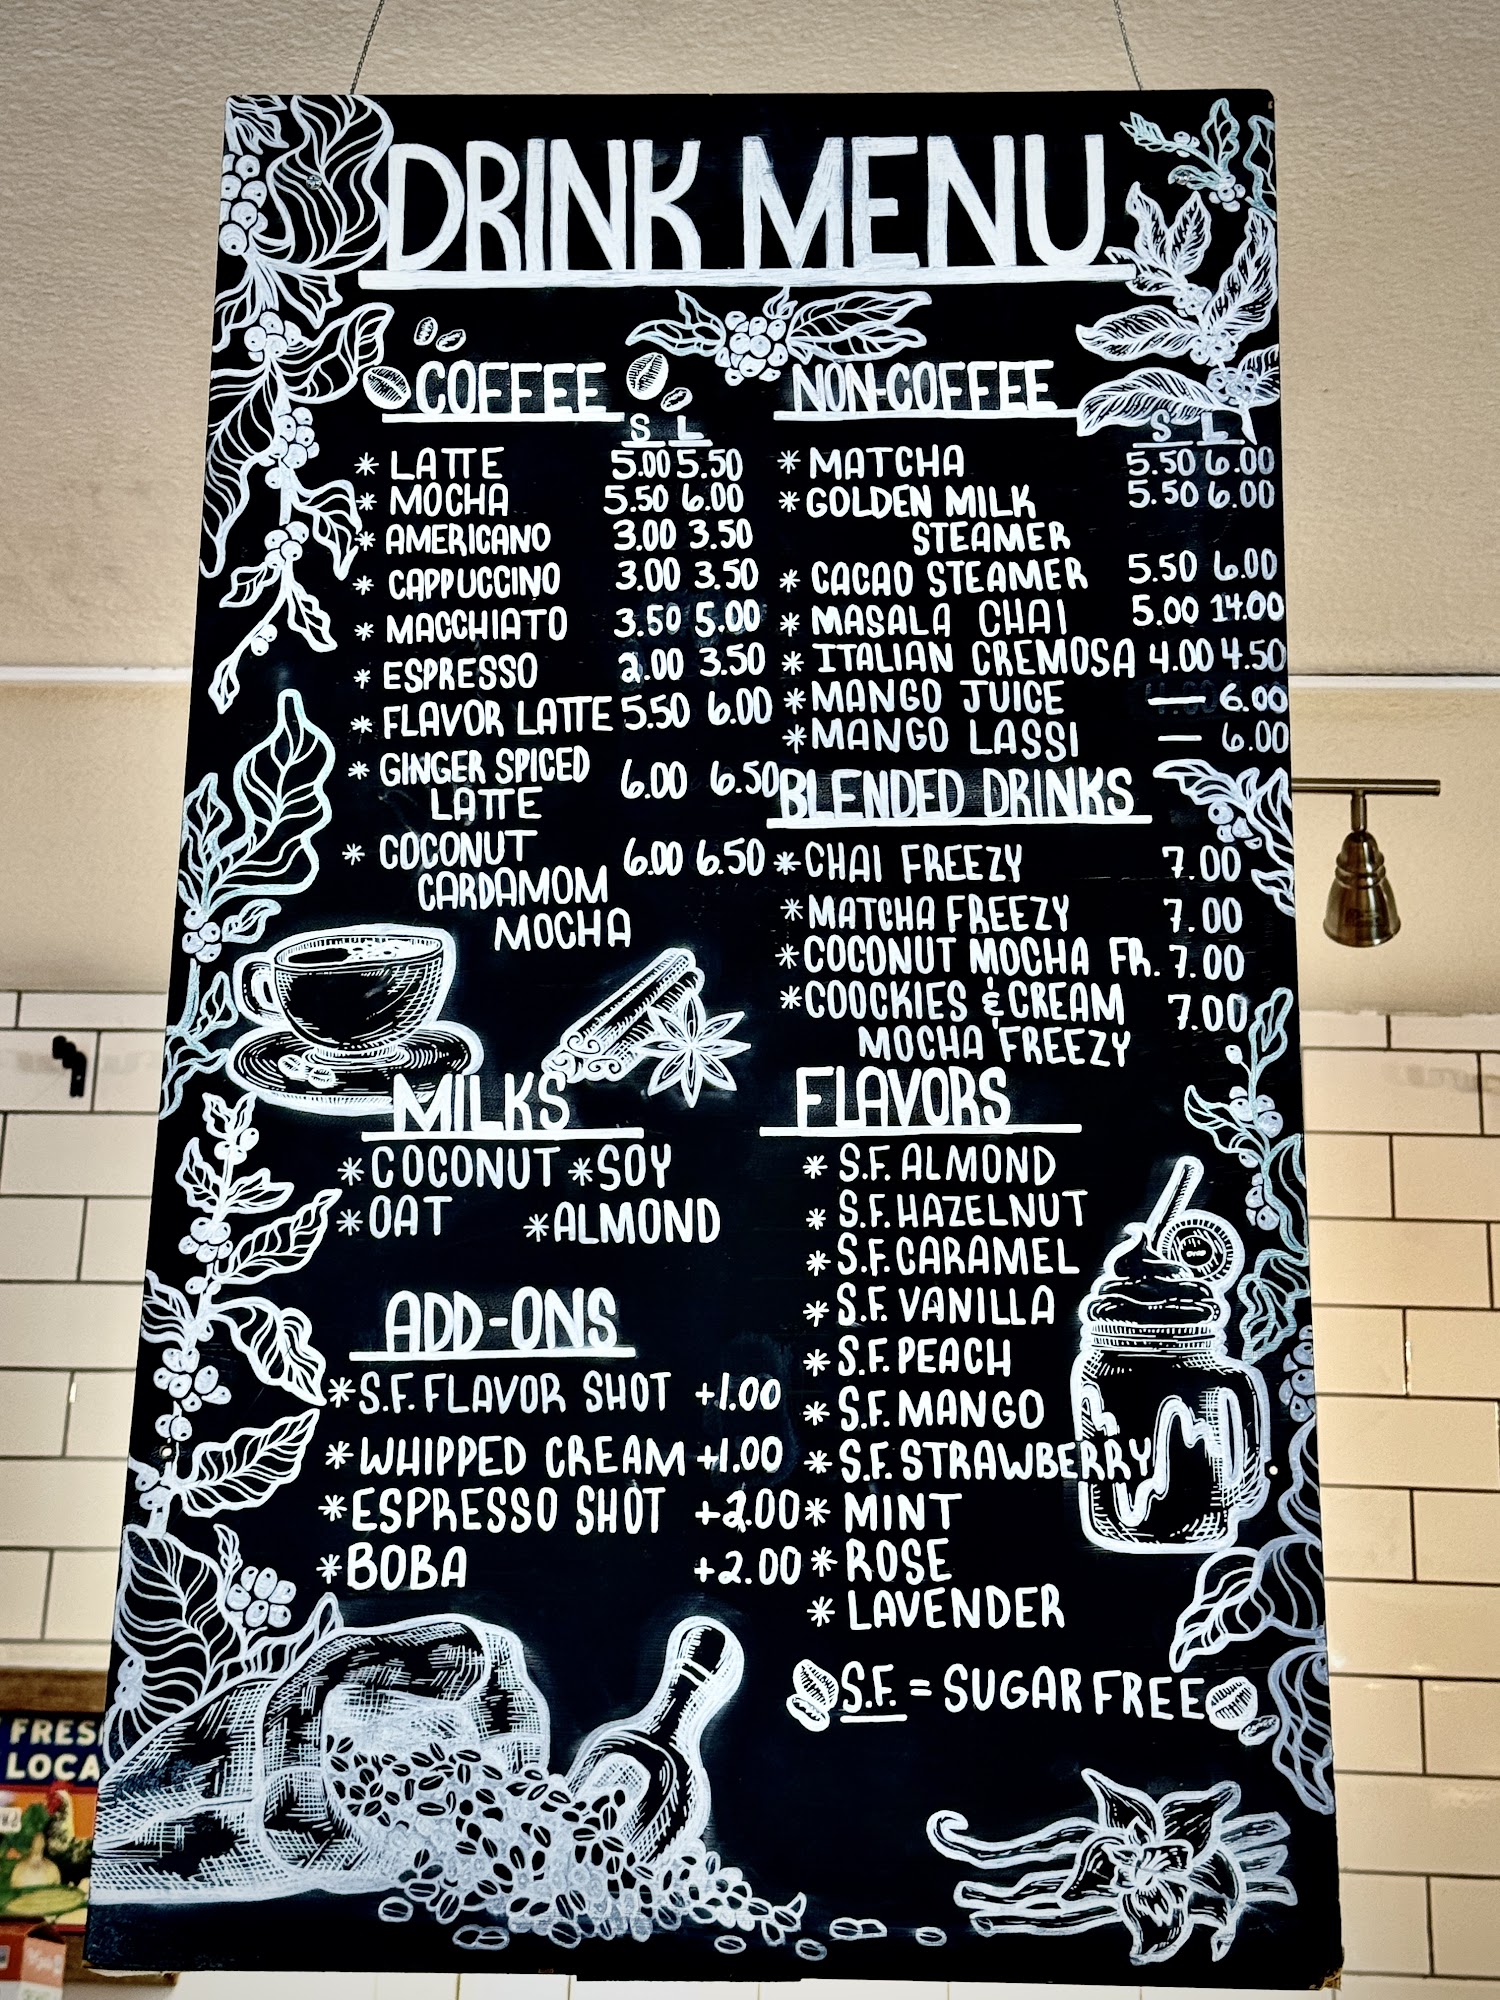 DRINK MENU
COFFEE
S L
* LATTE 5.00 5.50
* MOCHA 5.50 6.00
* AMERICANO 3.00 3.50
* CAPPUCCINO 3.00 3.50
* MACCHIATO 3.50 5.00
* ESPRESSO 2.00 3.50
* FLAVOR LATTE 5.50 6.00
* GINGER SPICED 6.00 6.50
LATTE
* COCONUT 6.00 6.50
CARDAMOM
MOCHA
NON-COFFEE
S L
* MATCHA 5.50 6.00
* GOLDEN MILK 5.50 6.00
STEAMER
* CACAO STEAMER 5.50 6.00
* MASALA CHAI 5.00 14.00
* ITALIAN CREMOSA 4.00 4.50
* MANGO JUICE — 6.00
* MANGO LASSI — 6.00
BLENDED DRINKS
* CHAI FREEZY 7.00
* MATCHA FREEZY 7.00
* COCONUT MOCHA FR. 7.00
* COOCKIES & CREAM 7.00
MOCHA FREEZY
MILKS
* COCONUT * SOY
* OAT * ALMOND
ADD-ONS
* S.F. FLAVOR SHOT +1.00
* WHIPPED CREAM +1.00
* ESPRESSO SHOT +2.00
* BOBA +2.00
FLAVORS
* S.F. ALMOND
* S.F. HAZELNUT
* S.F. CARAMEL
* S.F. VANILLA
* S.F. PEACH
* S.F. MANGO
* S.F. STRAWBERRY
* MINT
* ROSE
* LAVENDER
S.F. = SUGAR FREE
FRES
LOCA